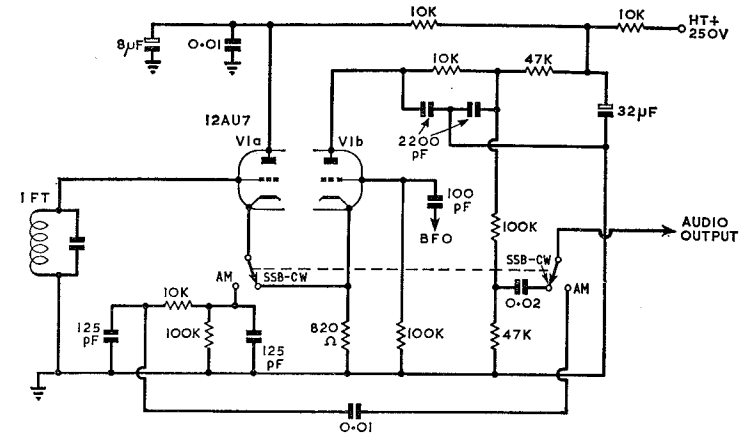 10K
10K
HT+
250V
8µF
0·01
10K
47K
32µF
12AU7
V1a
V1b
2200
pF
1FT
100
pF
BFO
100K
AUDIO
OUTPUT
SSB-CW
AM
SSB-CW
AM
0·02
10K
125
pF
100K
125
pF
820
Ω
100K
47K
0·01